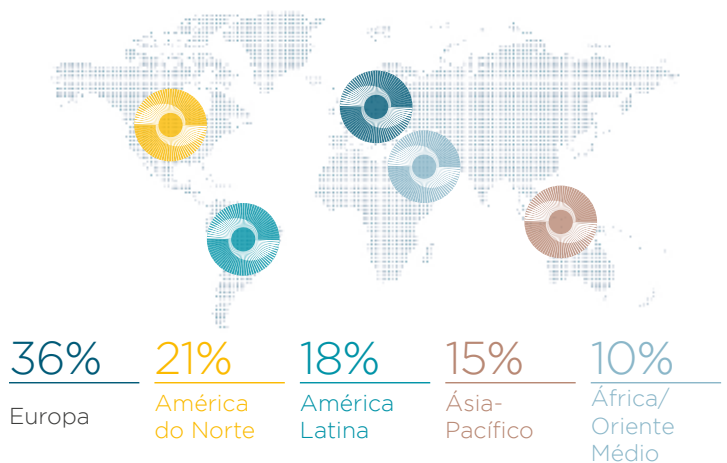 36%
Europa
21%
América
do Norte
18%
América
Latina
15%
Ásia-
Pacífico
10%
África/
Oriente
Médio